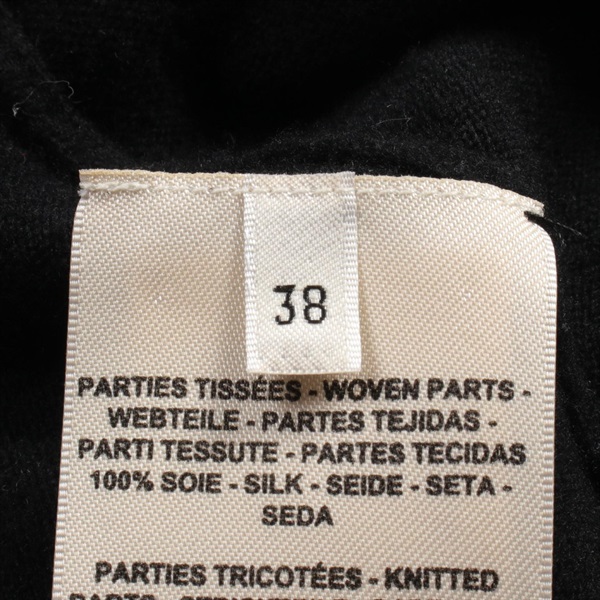 38
PARTIES TISSÉES - WOVEN PARTS -
WEBTEILE - PARTES TEJIDAS -
PARTI TESSUTE - PARTES TECIDAS
100% SOIE - SILK - SEIDE - SETA -
SEDA
PARTIES TRICOTÉES - KNITTED
PARTS -